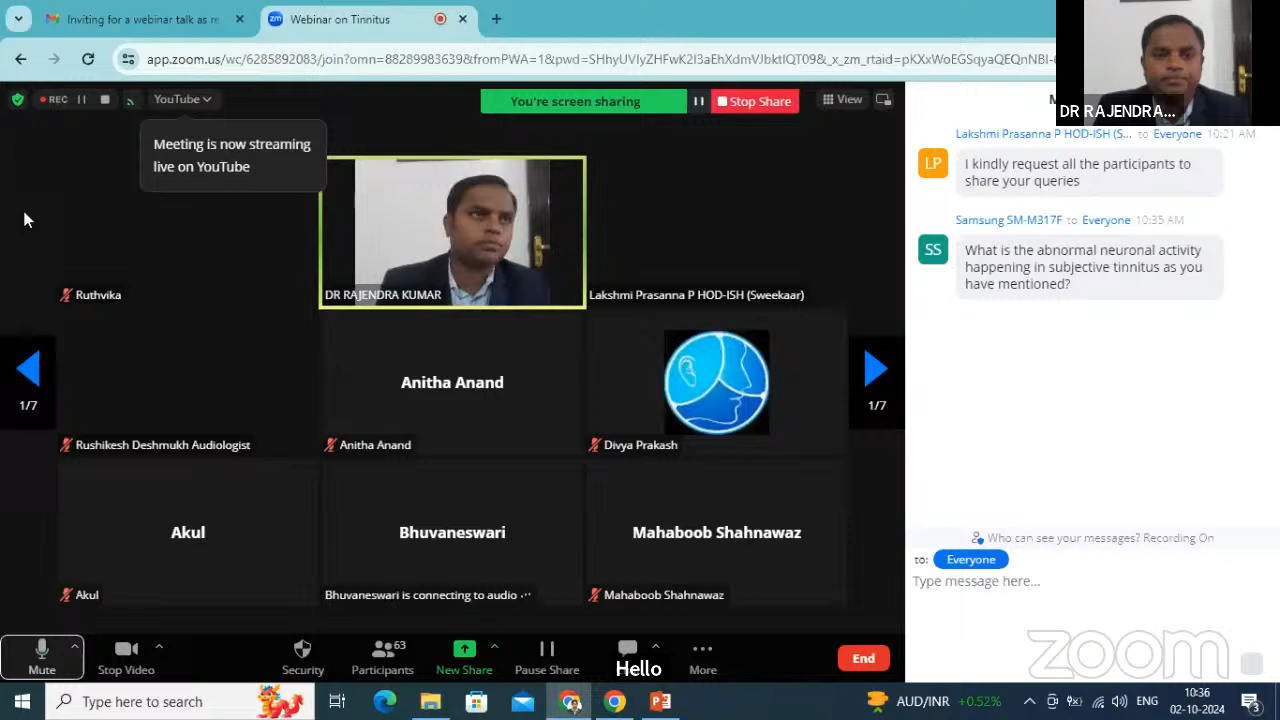 Inviting for a webinar talk as re
Webinar on Tinnitus
app.zoom.us/wc/6285892083/join?omn=88289983639&fromPWA=1&pwd=SHhyUVIyZHFwK2I3aEhXdmVJbktIQT09&_x_zm_rtaid=pKXxWoEGSqyaQEQnNBI-
DR RAJENDRA...
REC
YouTube
You're screen sharing
Stop Share
View
M
Meeting is now streaming
live on YouTube
Lakshmi Prasanna P HOD-ISH (S... to Everyone 10:21 AM
LP
I kindly request all the participants to
share your queries
Samsung SM-M317F to Everyone 10:35 AM
SS
What is the abnormal neuronal activity
happening in subjective tinnitus as you
have mentioned?
Ruthvika
DR RAJENDRA KUMAR
Lakshmi Prasanna P HOD-ISH (Sweekaar)
1/7
1/7
Anitha Anand
Rushikesh Deshmukh Audiologist
Anitha Anand
Divya Prakash
Akul
Bhuvaneswari
Mahaboob Shahnawaz
Akul
Bhuvaneswari is connecting to audio ...
Mahaboob Shahnawaz
Who can see your messages? Recording On
to: Everyone
Type message here...
Mute
Stop Video
Security
63
Participants
New Share
Pause Share
Hello
More
End
zoom
Type here to search
AUD/INR +0.52%
ENG
10:36
02-10-2024
3